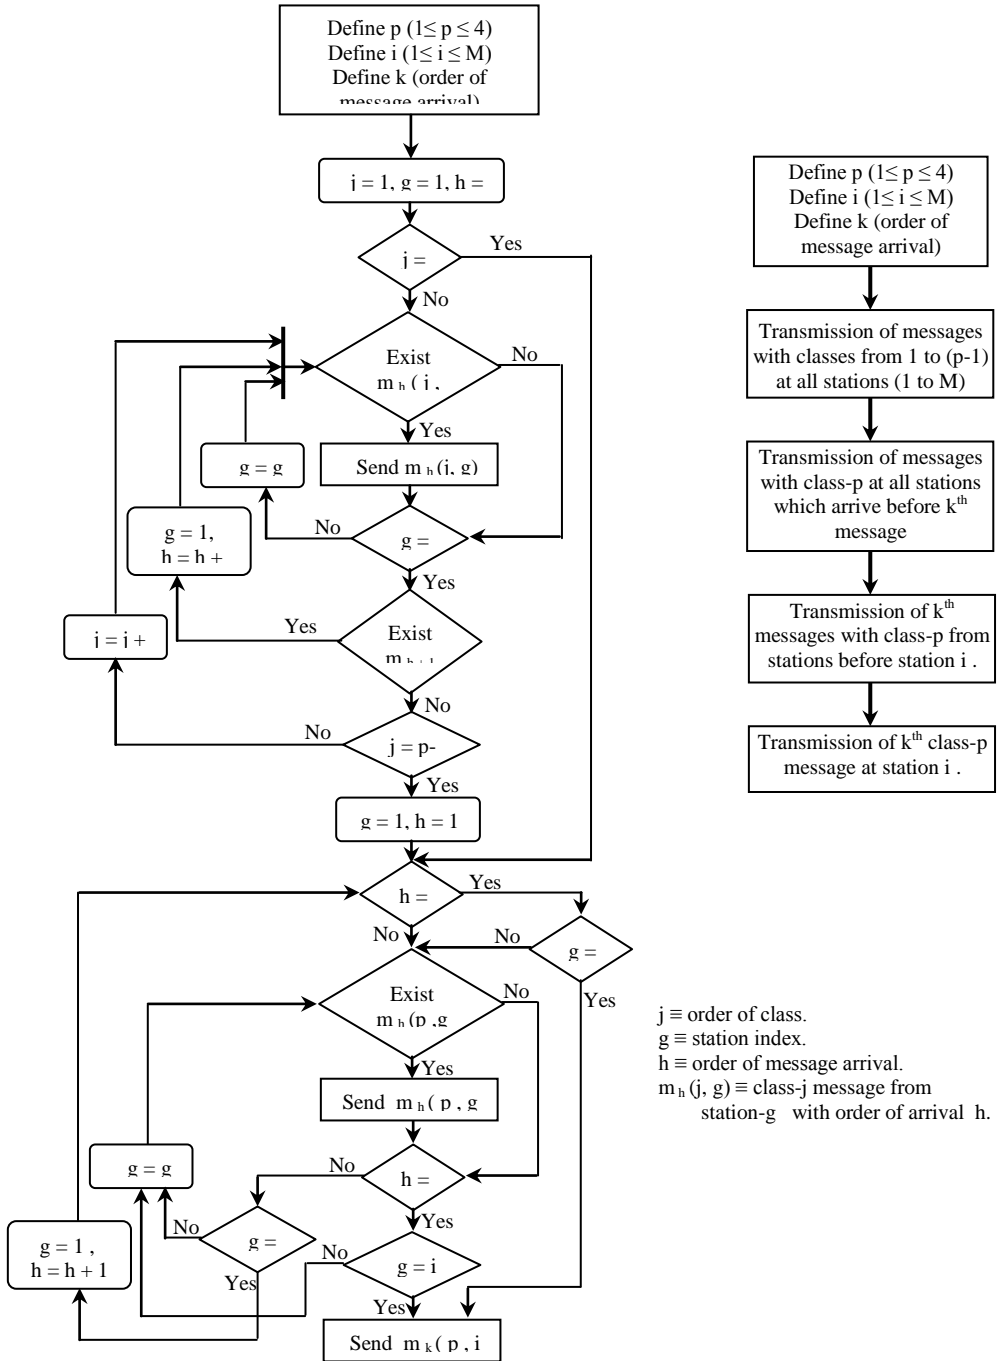 Define p (1≤ p ≤ 4)
Define i (1≤ i ≤ M)
Define k (order of
message arrival)
j = 1, g = 1, h =
j =
Yes
No
Exist
m h ( j ,
No
Yes
Send m h (j, g)
g = g
g =
No
Yes
g = 1,
h = h +
Exist
m h+1
Yes
No
j = j +
j = p-
No
Yes
g = 1, h = 1
h =
Yes
No
g =
No
Yes
Exist
m h ( p ,g
No
Yes
Send m h ( p , g
g = g
h =
No
Yes
g =
No
Yes
g = 1 ,
h = h + 1
g = i
No
Yes
Send m k ( p , i
Define p (1≤ p ≤ 4)
Define i (1≤ i ≤ M)
Define k (order of
message arrival)
Transmission of messages
with classes from 1 to (p-1)
at all stations (1 to M)
Transmission of messages
with class-p at all stations
which arrive before kth
message
Transmission of kth
messages with class-p from
stations before station i .
Transmission of kth class-p
message at station i .
j ≡ order of class.
g ≡ station index.
h ≡ order of message arrival.
m h (j, g) ≡ class-j message from
station-g with order of arrival h.